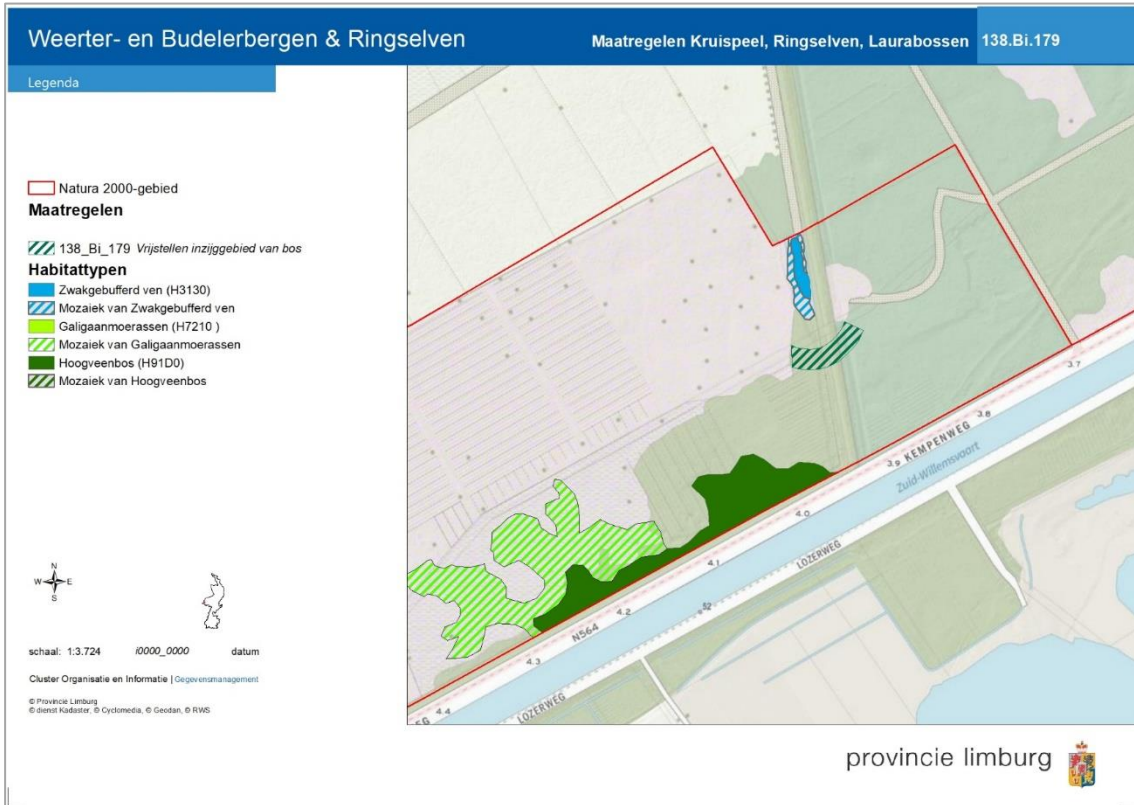 Weerter- en Budelerbergen & Ringselven
Maatregelen Kruispeel, Ringselven, Laurabossen
138.Bi.179
Legenda
Natura 2000-gebied
Maatregelen
138_Bi_179 Vrijstellen inzijggebied van bos
Habitattypen
Zwakgebufferd ven (H3130)
Mozaiek van Zwakgebufferd ven
Galigaanmoerassen (H7210 )
Mozaiek van Galigaanmoerassen
Hoogveenbos (H91D0)
Mozaiek van Hoogveenbos
N
W E
S
schaal: 1:3.724 i0000_0000 datum
Cluster Organisatie en Informatie | Gegevensmanagement
© Provincie Limburg
© dienst Kadaster, © Cyclomedia, © Geodan, © RWS
3.7
3.8
KEMPENWEG
3.9
Zuid-Willemsvaart
4.0
LOZERWEG
4.1
52
4.2
N564
4.3
LOZERWEG
4.4
EG
provincie limburg